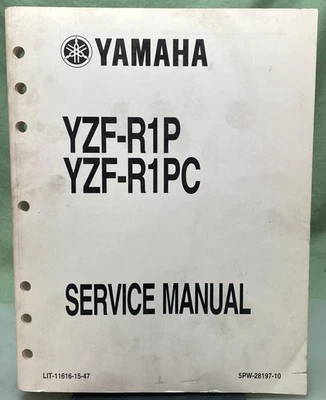 YAMAHA
YZF-R1P
YZF-R1PC
SERVICE MANUAL
LIT-11616-15-47 5PW-28197-10